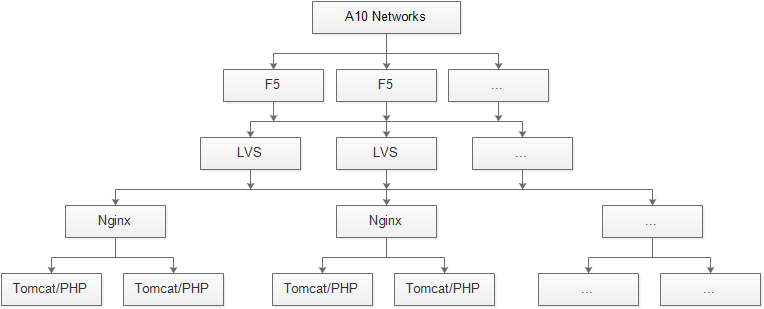 A10 Networks
F5
F5
...
LVS
LVS
...
Nginx
Nginx
...
Tomcat/PHP
Tomcat/PHP
Tomcat/PHP
Tomcat/PHP
...
...